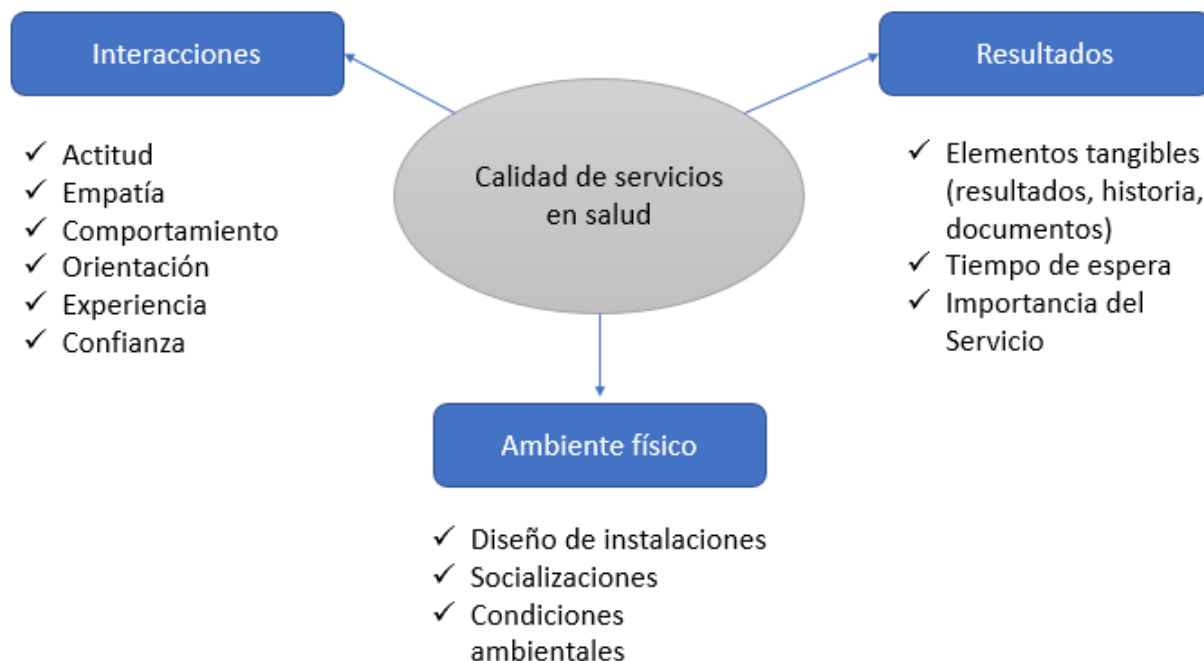 Interacciones
✓ Actitud
✓ Empatía
✓ Comportamiento
✓ Orientación
✓ Experiencia
✓ Confianza
Calidad de servicios
en salud
Resultados
✓ Elementos tangibles
(resultados, historia,
documentos)
✓ Tiempo de espera
✓ Importancia del
Servicio
Ambiente físico
✓ Diseño de instalaciones
✓ Socializaciones
✓ Condiciones
ambientales